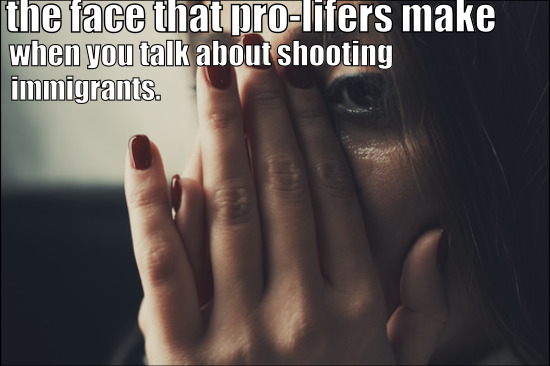 the face that pro-lifers make
when you talk about shooting
immigrants.